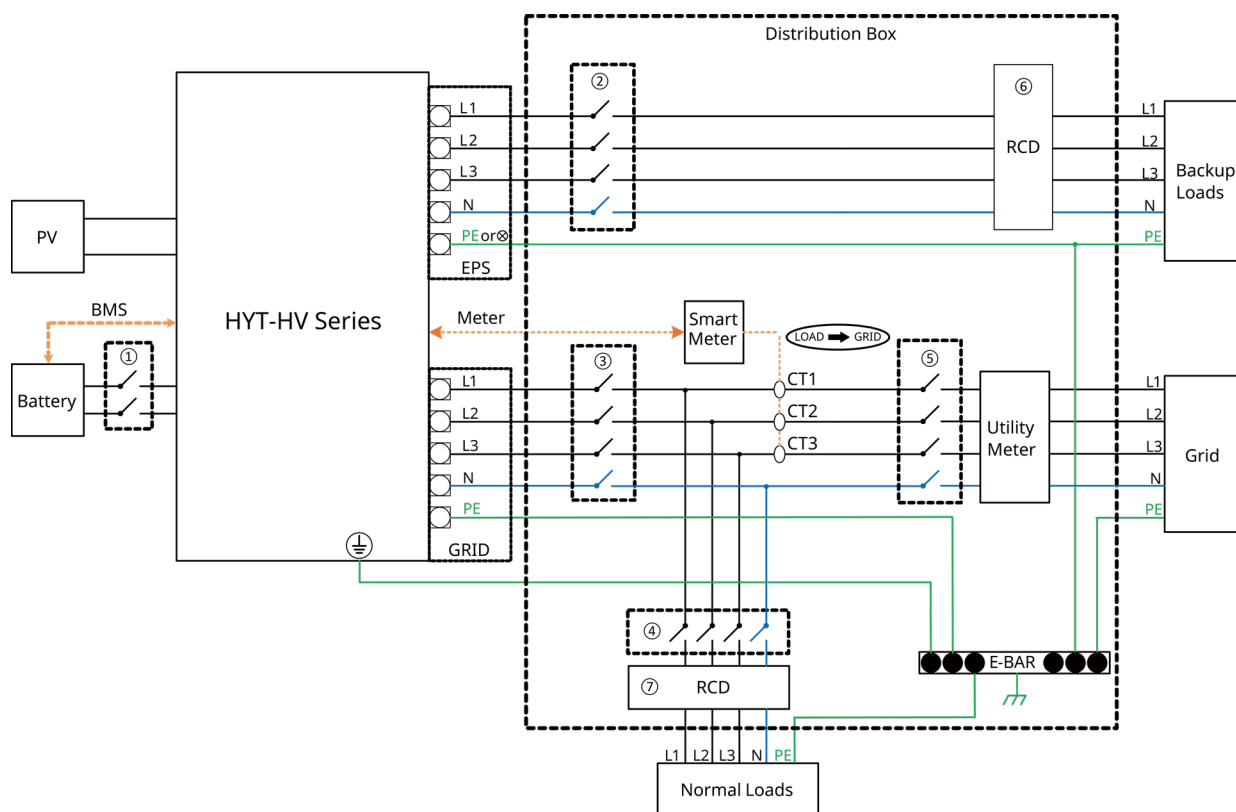 Distribution Box
②
⑥
L1
L2
L3
N
PE or⊗
EPS
RCD
L1
L2
L3
N
PE
Backup
Loads
PV
HYT-HV Series
BMS
①
Battery
Meter
Smart
Meter
LOAD ➡ GRID
③
⑤
L1
L2
L3
N
PE
GRID
CT1
CT2
CT3
Utility
Meter
L1
L2
L3
N
PE
Grid
④
⑦
RCD
E-BAR
L1
L2
L3
N
PE
Normal Loads